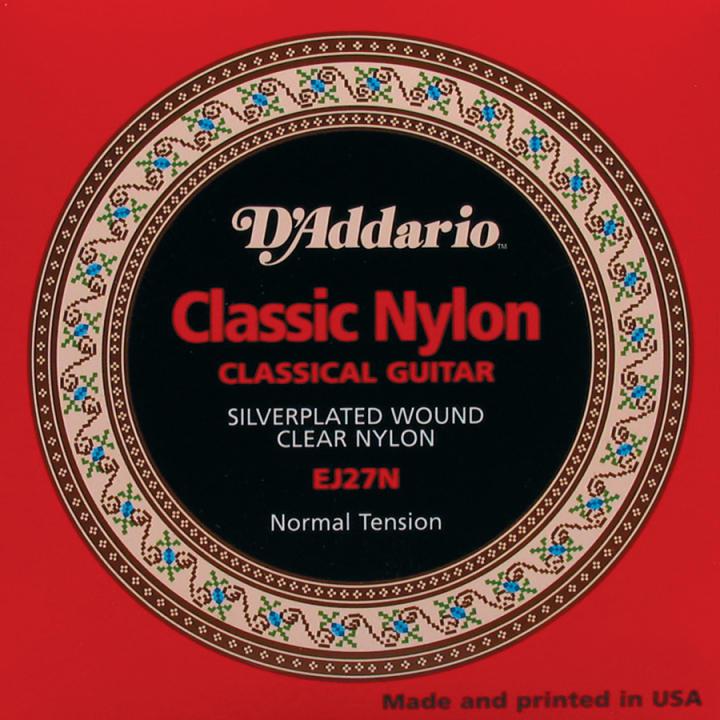 D'Addario™
Classic Nylon
CLASSICAL GUITAR
SILVERPLATED WOUND
CLEAR NYLON
EJ27N
Normal Tension
Made and printed in USA